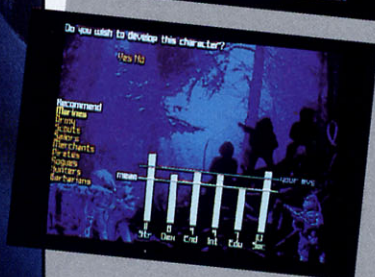 Do you wish to develop this character?
Yes No
Recommend
Marines
Army
Scouts
Sailors
Merchants
Pirates
Rogues
Hunters
Barbarians
mean
your avg
Str Dex End Int Edu Soc